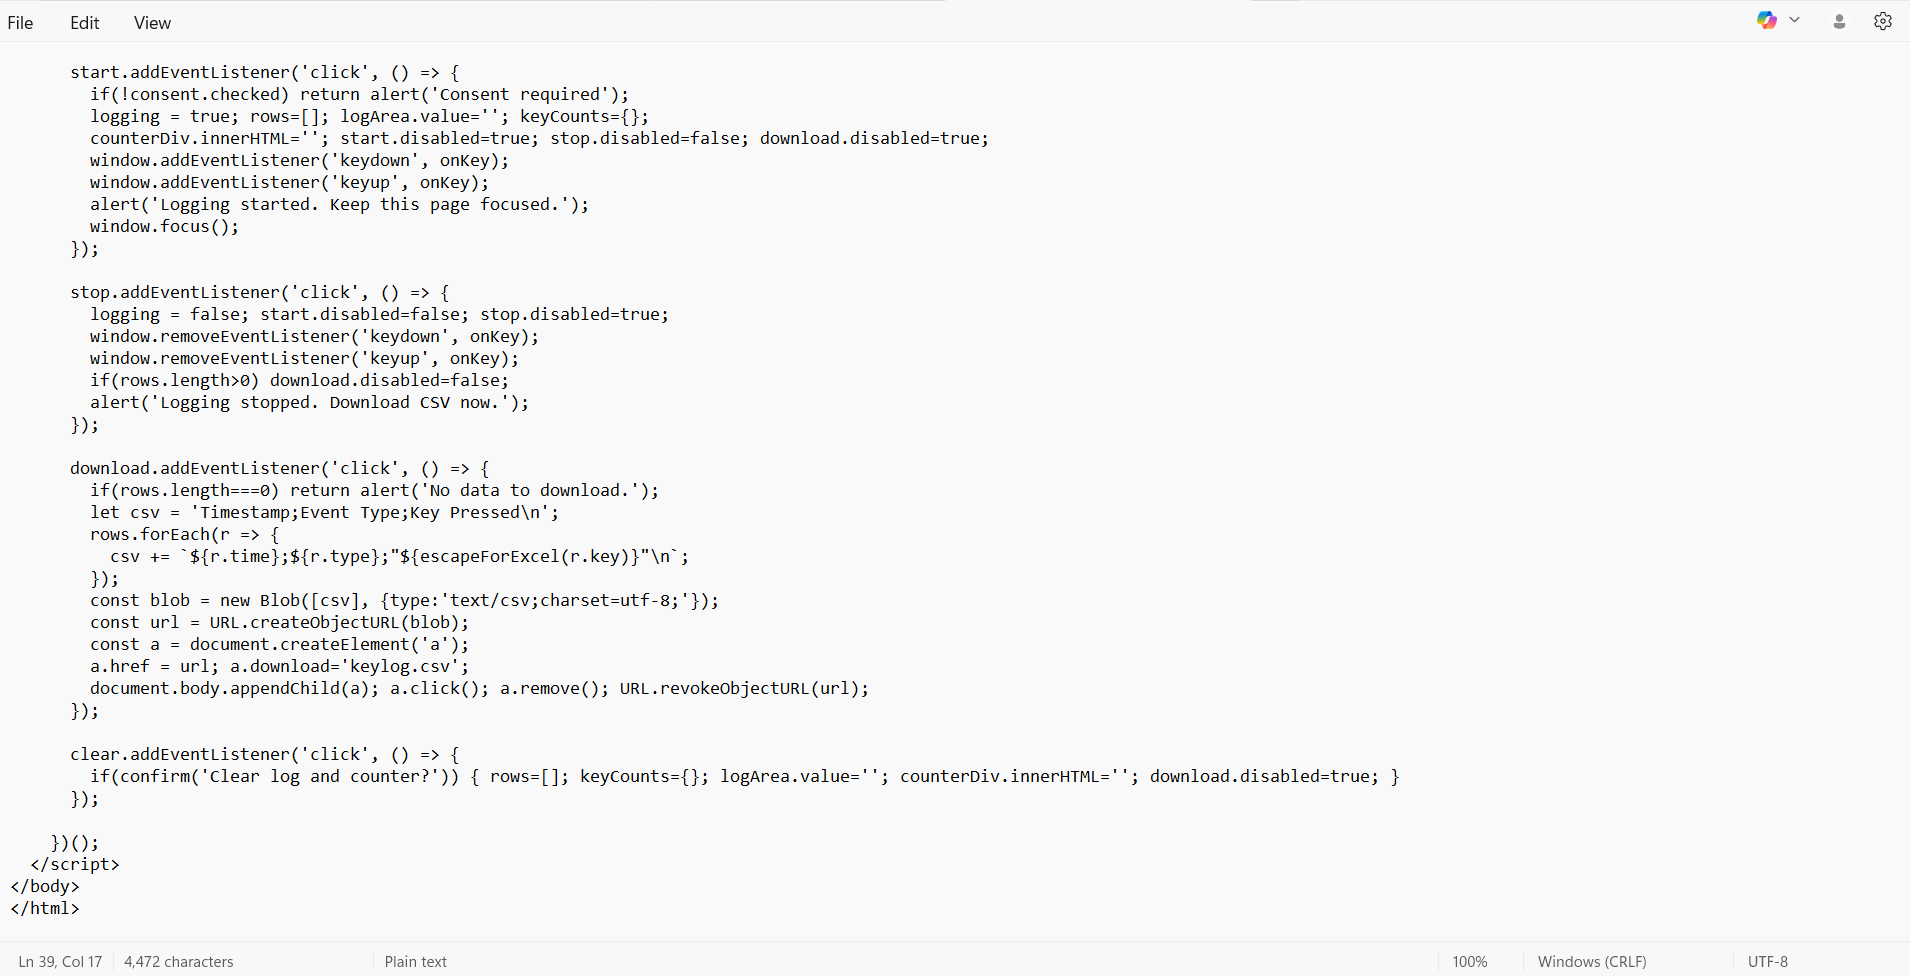 File Edit View
start.addEventListener('click', () => {
if(!consent.checked) return alert('Consent required');
logging = true; rows=[]; logArea.value=''; keyCounts={};
counterDiv.innerHTML=''; start.disabled=true; stop.disabled=false; download.disabled=true;
window.addEventListener('keydown', onKey);
window.addEventListener('keyup', onKey);
alert('Logging started. Keep this page focused.');
window.focus();
});
stop.addEventListener('click', () => {
logging = false; start.disabled=false; stop.disabled=true;
window.removeEventListener('keydown', onKey);
window.removeEventListener('keyup', onKey);
if(rows.length>0) download.disabled=false;
alert('Logging stopped. Download CSV now.');
});
download.addEventListener('click', () => {
if(rows.length===0) return alert('No data to download.');
let csv = 'Timestamp;Event Type;Key Pressed\n';
rows.forEach(r => {
csv += `${r.time};${r.type};"${escapeForExcel(r.key)}"\n`;
});
const blob = new Blob([csv], {type:'text/csv;charset=utf-8;'});
const url = URL.createObjectURL(blob);
const a = document.createElement('a');
a.href = url; a.download='keylog.csv';
document.body.appendChild(a); a.click(); a.remove(); URL.revokeObjectURL(url);
});
clear.addEventListener('click', () => {
if(confirm('Clear log and counter?')) { rows=[]; keyCounts={}; logArea.value=''; counterDiv.innerHTML=''; download.disabled=true; }
});
})();
</script>
</body>
</html>
Ln 39, Col 17 4,472 characters Plain text 100% Windows (CRLF) UTF-8